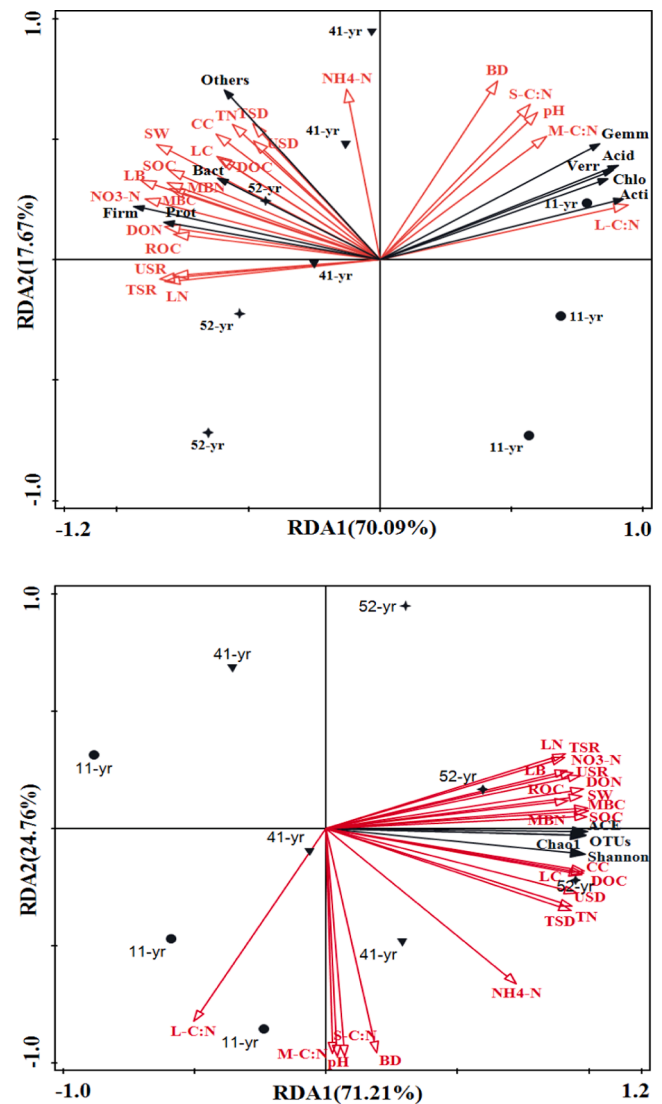 1.0
41-yr
BD
Others
NH4-N
S-C:N
TN TSD
pH
CC
M-C:N
Gemm
SW
USD
41-yr
LC
Acid
SOC
Bact
DOC
Verr
LB
MBN
52-yr
Chlo
NO3-N
MBC
Acti
Firm
Prot
11-yr
DON
L-C:N
ROC
USR
41-yr
TSR
LN
52-yr
11-yr
52-yr
11-yr
RDA2(17.67%)
-1.0
-1.2
RDA1(70.09%)
1.0
1.0
52-yr
41-yr
LN TSR
NO3-N
11-yr
LB
USR
52-yr
DON
ROC
SW
MBC
MBN
SOC
ACE
41-yr
Chao1
OTUs
Shannon
CC
LC
DOC
52-yr
USD
TSD
TN
11-yr
41-yr
NH4-N
L-C:N
S-C:N
11-yr
M-C:N
pH
BD
RDA2(24.76%)
-1.0
-1.0
RDA1(71.21%)
1.2